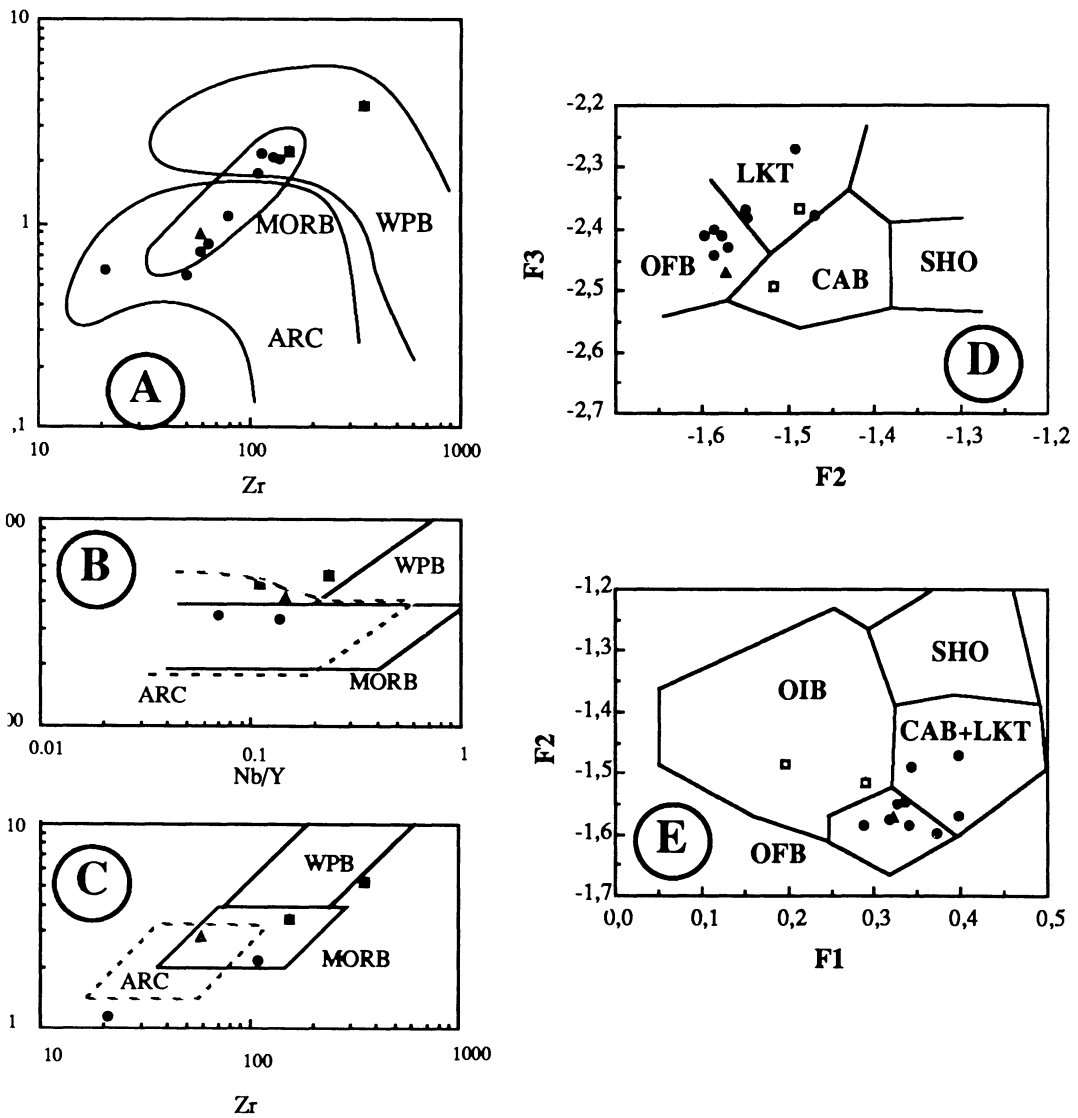 10
1
,1
10
100
1000
Zr
MORB
WPB
ARC
A
00
00
0.01
0.1
1
Nb/Y
B
WPB
ARC
MORB
10
1
10
100
1000
Zr
C
WPB
MORB
ARC
-2,2
-2,3
-2,4
-2,5
-2,6
-2,7
F3
-1,6
-1,5
-1,4
-1,3
-1,2
F2
LKT
OFB
CAB
SHO
D
-1,2
-1,3
-1,4
-1,5
-1,6
-1,7
F2
0,0
0,1
0,2
0,3
0,4
0,5
F1
SHO
OIB
CAB+LKT
OFB
E